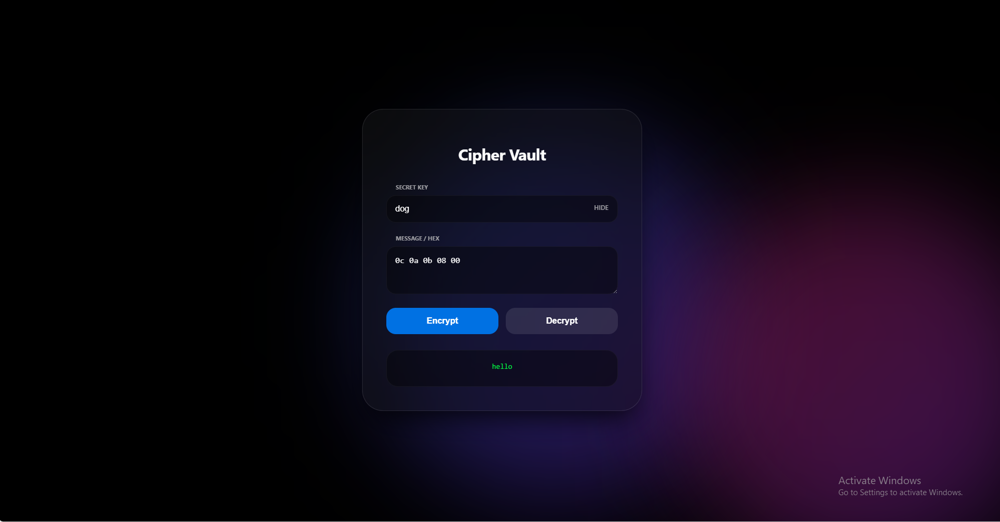 Cipher Vault
SECRET KEY
dog
HIDE
MESSAGE / HEX
0c 0a 0b 08 00
Encrypt
Decrypt
hello
Activate Windows
Go to Settings to activate Windows.